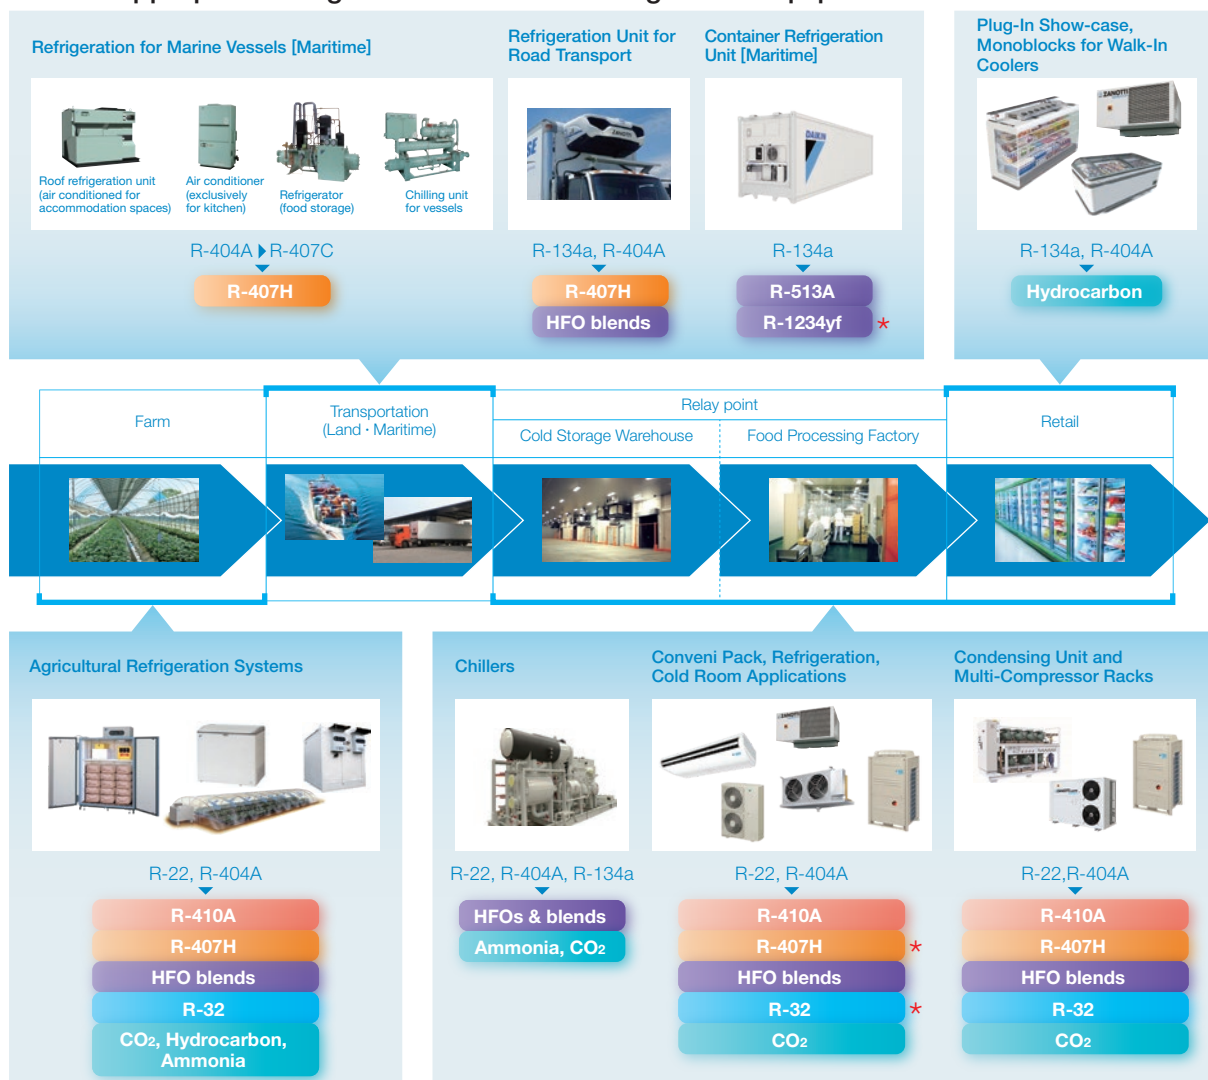 Refrigeration for Marine Vessels [Maritime]
Roof refrigration unit
(air conditioned for
accommodation spaces)
Air conditioner
(exclusively
for kitchen)
Refrigerator
(food storage)
Chilling unit
for vessels
R-404A ▶ R-407C
R-407H
Refrigeration Unit for
Road Transport
ZANOTTI
R-134a, R-404A
R-407H
HFO blends
Container Refrigeration
Unit [Maritime]
DAIKIN
R-134a
R-513A
R-1234yf *
Plug-In Show-case,
Monoblocks for Walk-In
Coolers
ZANOTTI
R-134a, R-404A
Hydrocarbon
Farm
Transportation
(Land・Maritime)
Relay point
Cold Storage Warehouse
Food Processing Factory
Retail
Agricultural Refrigeration Systems
R-22, R-404A
R-410A
R-407H
HFO blends
R-32
CO2, Hydrocarbon,
Ammonia
Chillers
R-22, R-404A, R-134a
HFOs & blends
Ammonia, CO2
Conveni Pack, Refrigeration,
Cold Room Applications
ZANOTTI
R-22, R-404A
R-410A
R-407H *
HFO blends
R-32 *
CO2
Condensing Unit and
Multi-Compressor Racks
R-22,R-404A
R-410A
R-407H
HFO blends
R-32
CO2